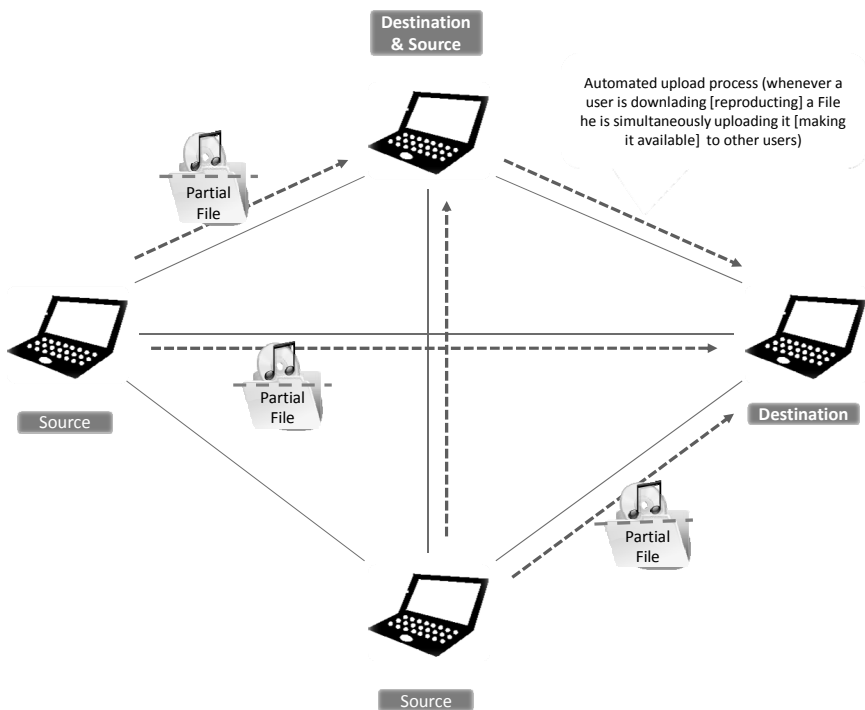 Destination
& Source
Automated upload process (whenever a
user is downlading [reproducting] a File
he is simultaneously uploading it [making
it available] to other users)
Partial
File
Partial
File
Source
Destination
Partial
File
Source